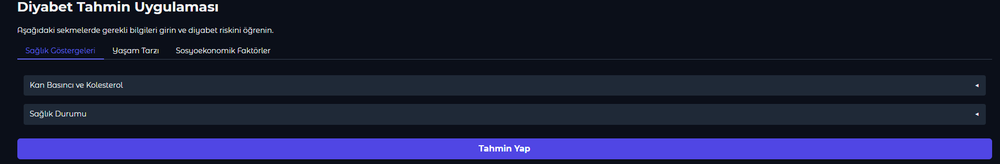 Diyabet Tahmin Uygulaması
Aşağıdaki sekmelerde gerekli bilgileri girin ve diyabet riskini öğrenin.
Sağlık Göstergeleri Yaşam Tarzı Sosyoekonomik Faktörler
Kan Basıncı ve Kolesterol
Sağlık Durumu
Tahmin Yap